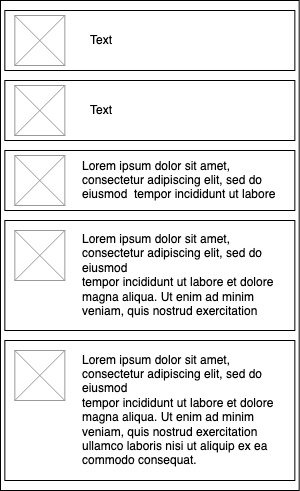 Text
Text
Lorem ipsum dolor sit amet,
consectetur adipiscing elit, sed do
eiusmod  tempor incididunt ut labore
Lorem ipsum dolor sit amet,
consectetur adipiscing elit, sed do
eiusmod
tempor incididunt ut labore et dolore
magna aliqua. Ut enim ad minim
veniam, quis nostrud exercitation
Lorem ipsum dolor sit amet,
consectetur adipiscing elit, sed do
eiusmod
tempor incididunt ut labore et dolore
magna aliqua. Ut enim ad minim
veniam, quis nostrud exercitation
ullamco laboris nisi ut aliquip ex ea
commodo consequat.